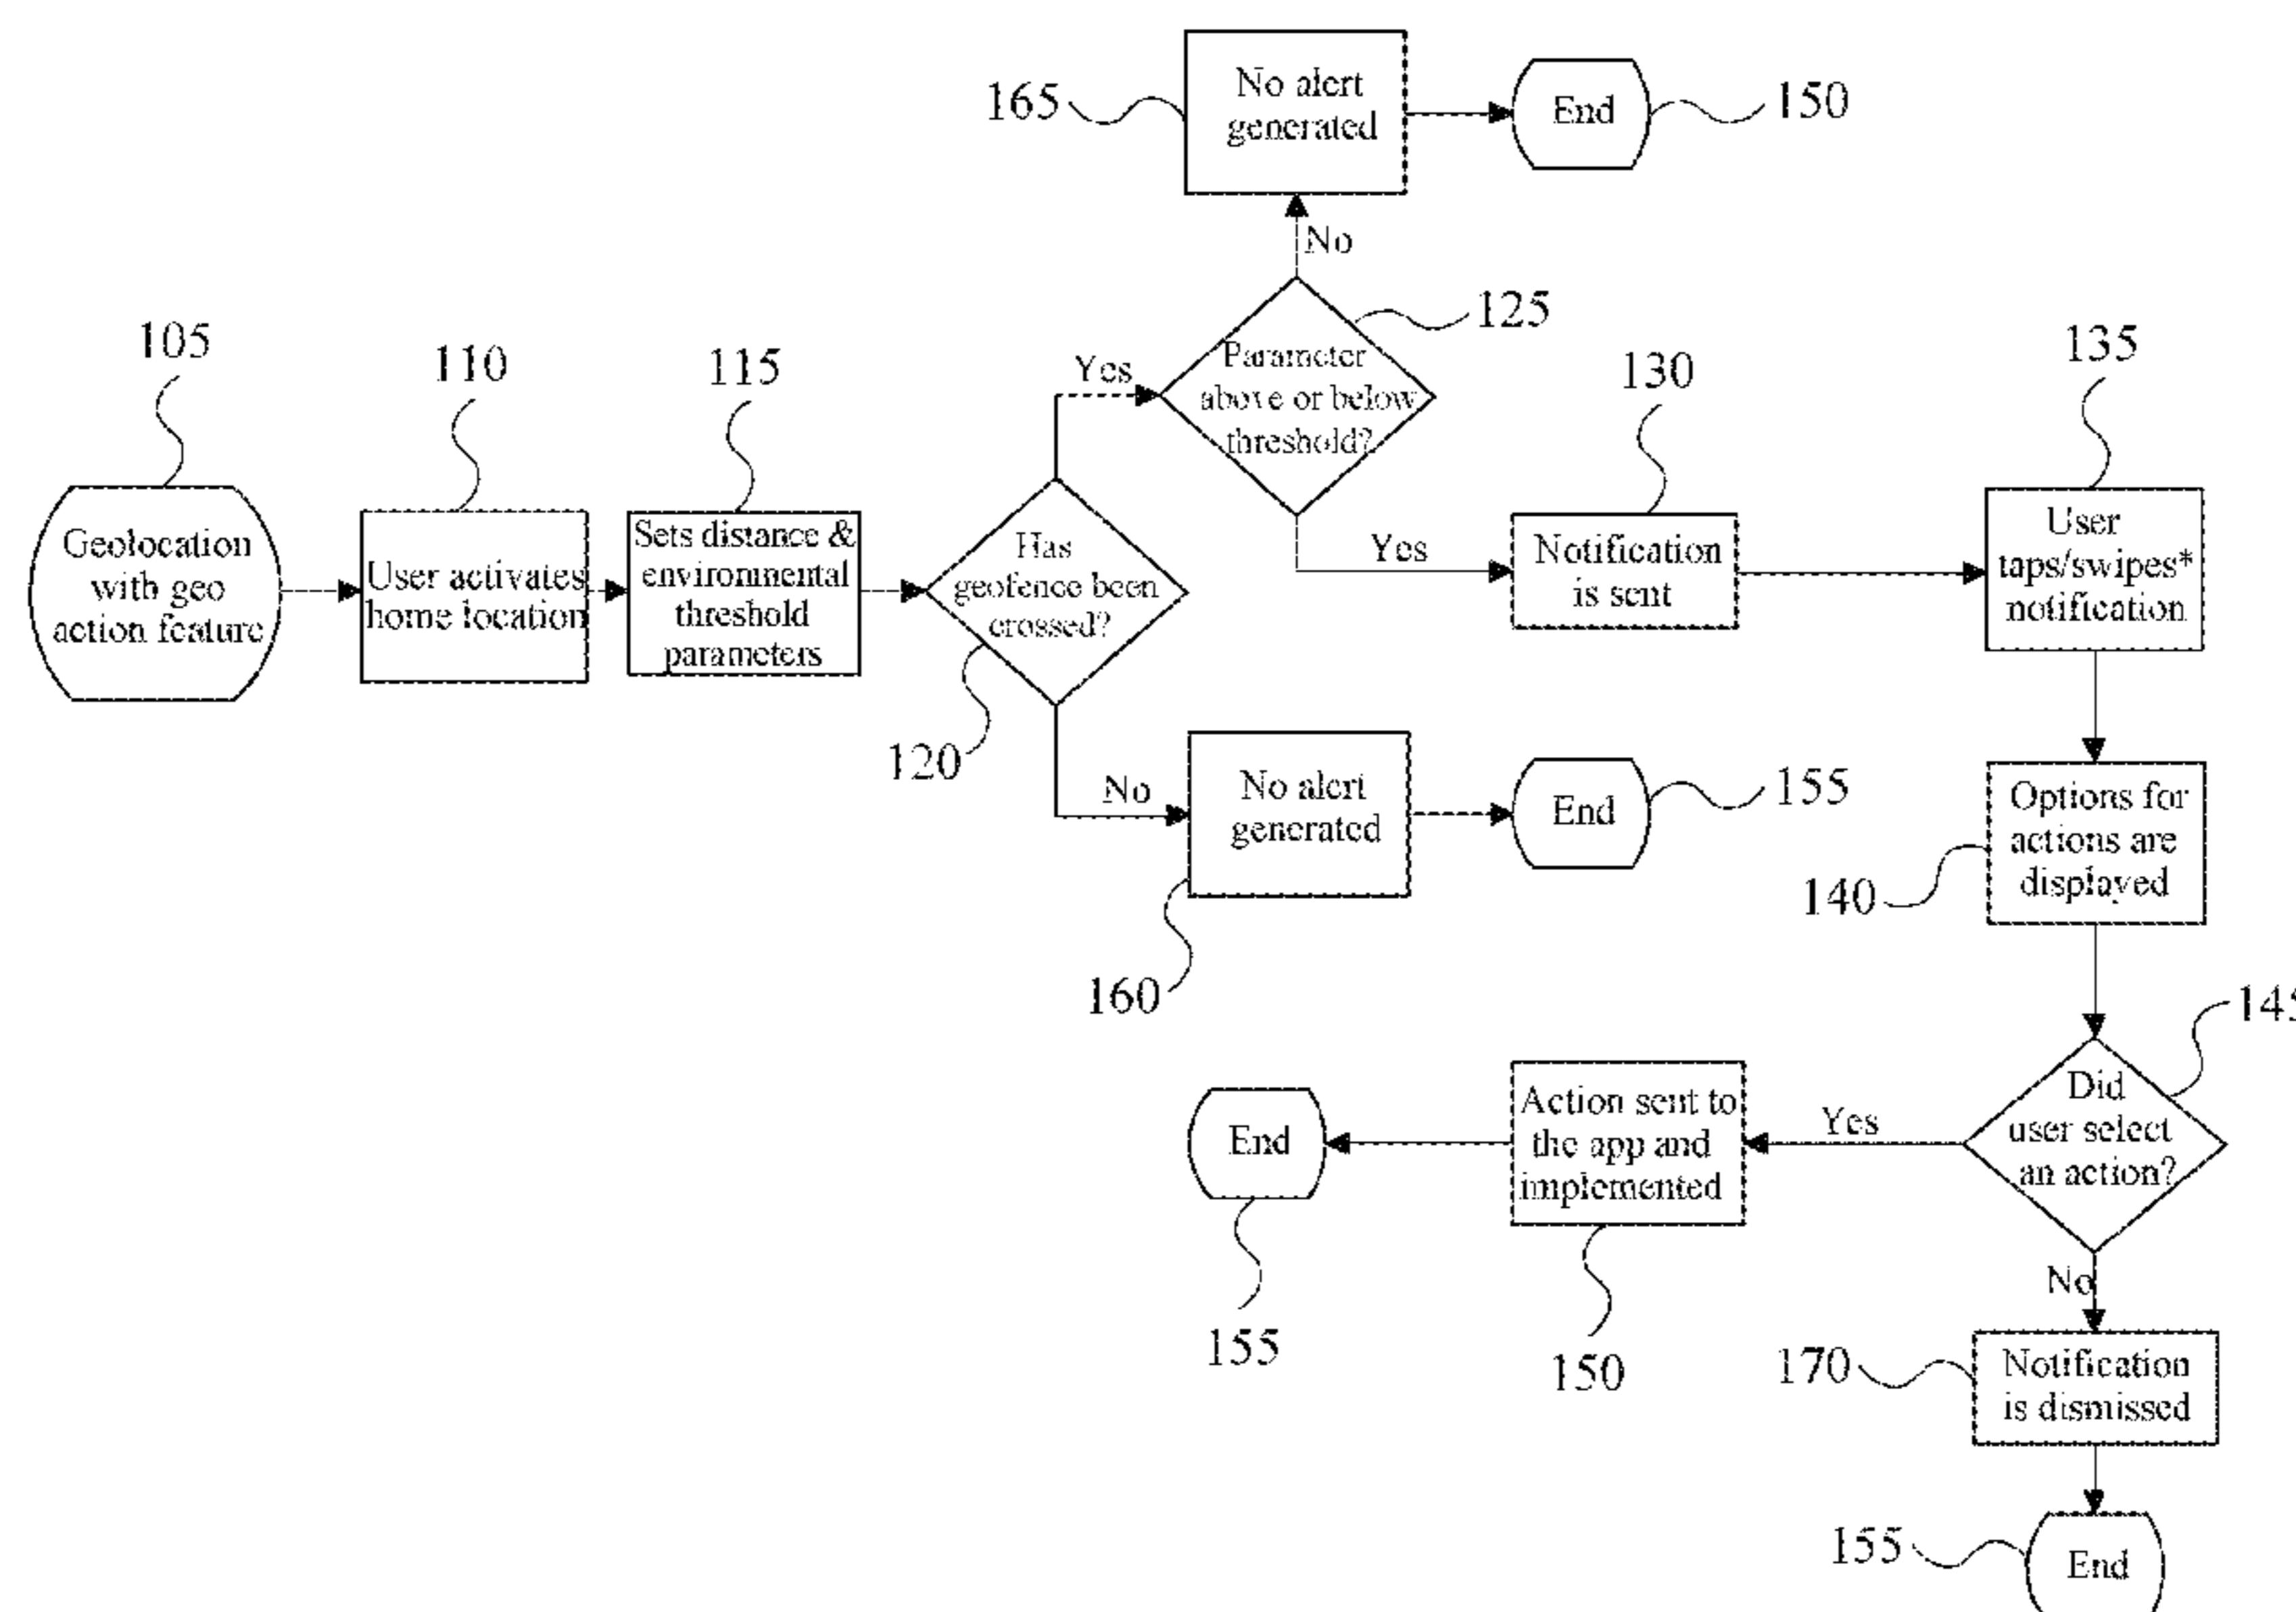 165
No alert
generated
End
150
No
125
Parameter
above or below
threshold?
Yes
105
Geolocation
with geo
action feature
110
User activates
home location
115
Sets distance &
environmental
threshold
parameters
Has
geofence been
crossed?
120
Yes
130
Notification
is sent
135
User
taps/swipes*
notification
No
No alert
generated
160
End
155
Options for
actions are
displayed
140
145
Did
user select
an action?
Yes
Action sent to
the app and
implemented
150
End
155
No
170
Notification
is dismissed
155
End